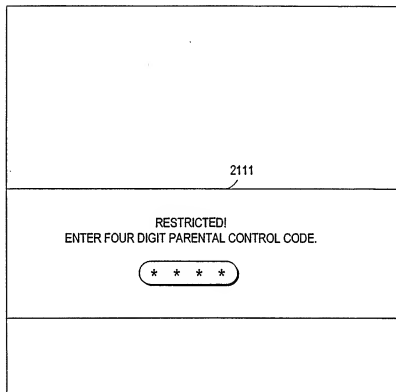 2111
RESTRICTED!
ENTER FOUR DIGIT PARENTAL CONTROL CODE.
* * * *